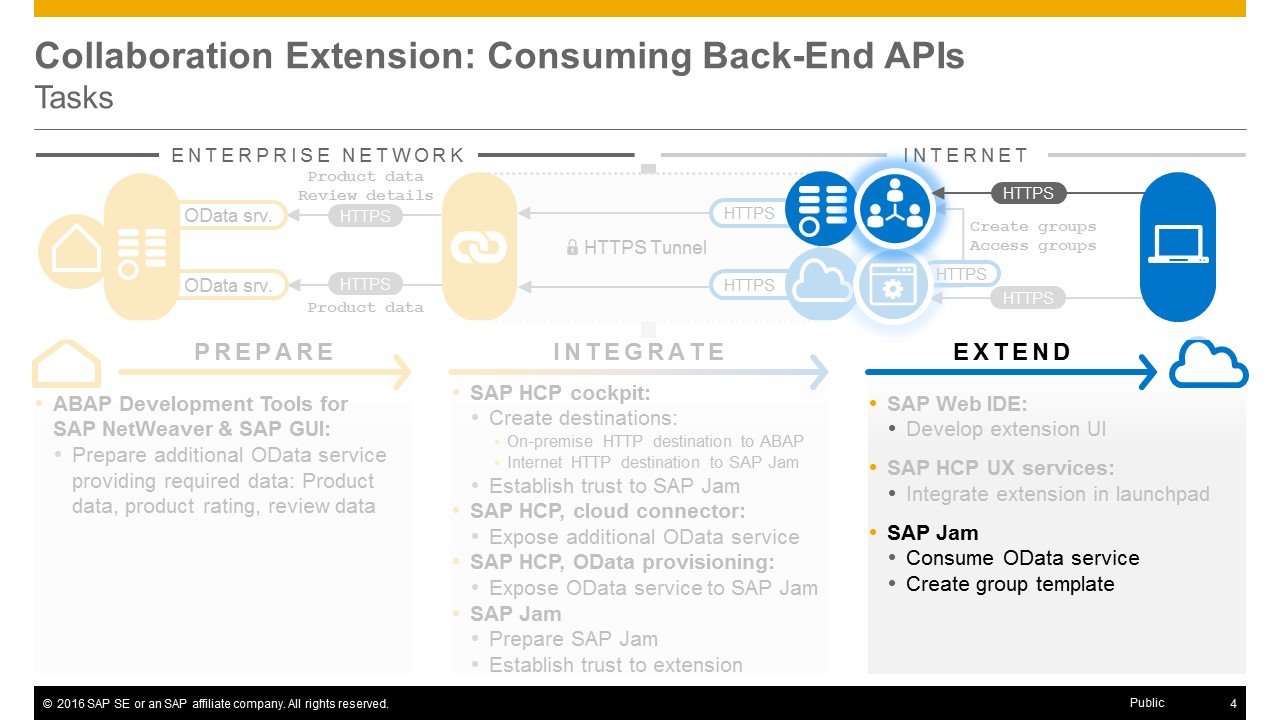 Collaboration Extension: Consuming Back-End APIs
Tasks
ENTERPRISE NETWORK
INTERNET
Product data
Review details
OData srv.
HTTPS
HTTPS
HTTPS
HTTPS Tunnel
Create groups
Access groups
OData srv.
HTTPS
HTTPS
HTTPS
HTTPS
Product data
PREPARE
INTEGRATE
EXTEND
• ABAP Development Tools for
SAP NetWeaver & SAP GUI:
• Prepare additional OData service
providing required data: Product
data, product rating, review data
• SAP HCP cockpit:
• Create destinations:
• On-premise HTTP destination to ABAP
• Internet HTTP destination to SAP Jam
• Establish trust to SAP Jam
• SAP HCP, cloud connector:
• Expose additional OData service
• SAP HCP, OData provisioning:
• Expose OData service to SAP Jam
• SAP Jam
• Prepare SAP Jam
• Establish trust to extension
• SAP Web IDE:
• Develop extension UI
• SAP HCP UX services:
• Integrate extension in launchpad
• SAP Jam
• Consume OData service
• Create group template
© 2016 SAP SE or an SAP affiliate company. All rights reserved.
Public
4